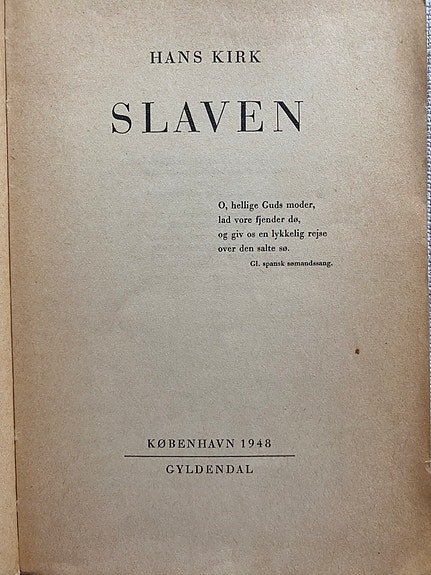 HANS KIRK
SLAVEN
O, hellige Guds moder,
lad vore fjender dø,
og giv os en lykkelig rejse
over den salte sø.
Gl. spansk sømandssang.
KØBENHAVN 1948
GYLDENDAL